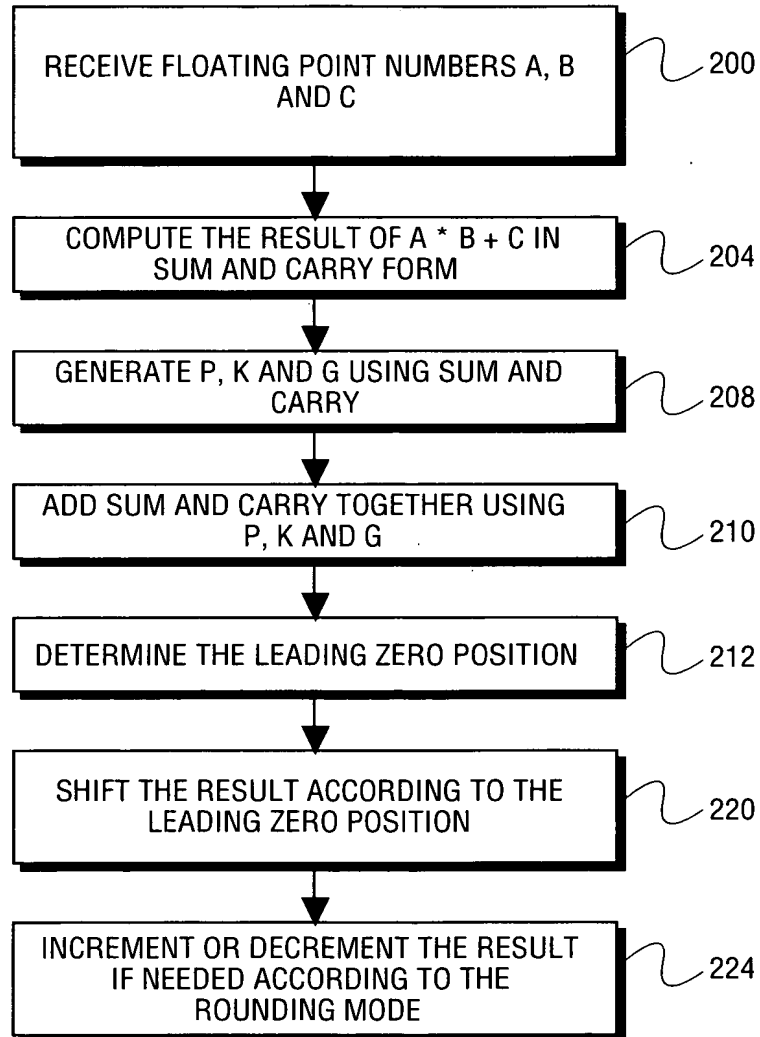 RECEIVE FLOATING POINT NUMBERS A, B
AND C
200
COMPUTE THE RESULT OF A * B + C IN
SUM AND CARRY FORM
204
GENERATE P, K AND G USING SUM AND
CARRY
208
ADD SUM AND CARRY TOGETHER USING
P, K AND G
210
DETERMINE THE LEADING ZERO POSITION
212
SHIFT THE RESULT ACCORDING TO THE
LEADING ZERO POSITION
220
INCREMENT OR DECREMENT THE RESULT
IF NEEDED ACCORDING TO THE
ROUNDING MODE
224